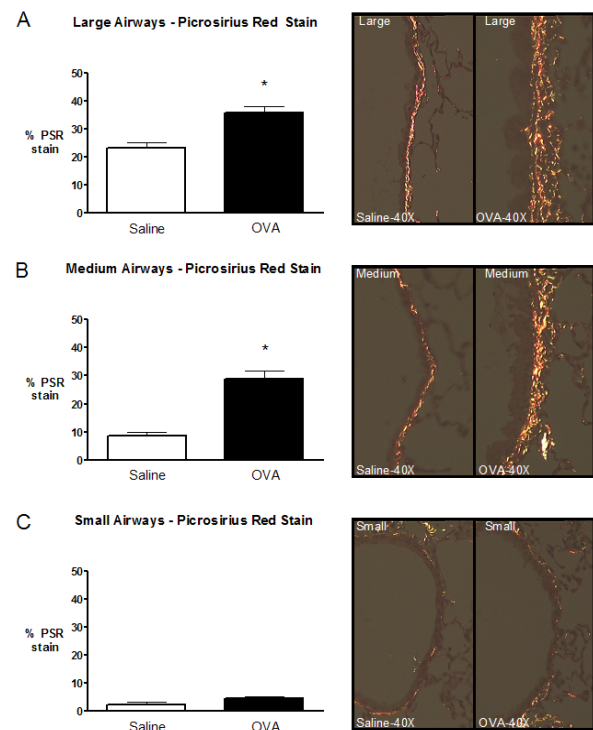 A
Large Airways - Picrosirius Red Stain
50
40
30
20
10
0
% PSR
stain
*
Saline
OVA
Large
Large
Saline-40X
OVA-40X
B
Medium Airways - Picrosirius Red Stain
50
40
30
20
10
0
% PSR
stain
*
Saline
OVA
Medium
Medium
Saline-40X
OVA-40X
C
Small Airways - Picrosirius Red Stain
50
40
30
20
10
0
% PSR
stain
Saline
OVA
Small
Small
Saline-40X
OVA-40X